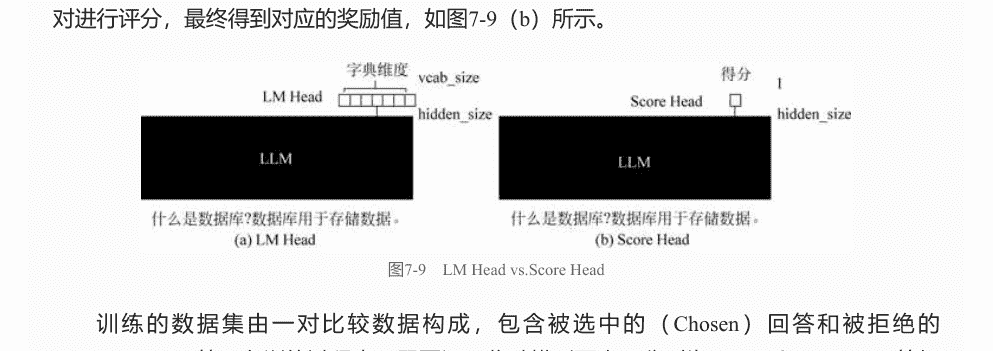 对进行评分，最终得到对应的奖励值，如图7-9（b）所示。
字典维度
vcab_size
LM Head
hidden_size
LLM
什么是数据库?数据库用于存储数据。
(a) LM Head
得分
1
Score Head
hidden_size
LLM
什么是数据库?数据库用于存储数据。
(b) Score Head
图7-9 LM Head vs.Score Head
训练的数据集由一对比较数据构成，包含被选中的（Chosen）回答和被拒绝的